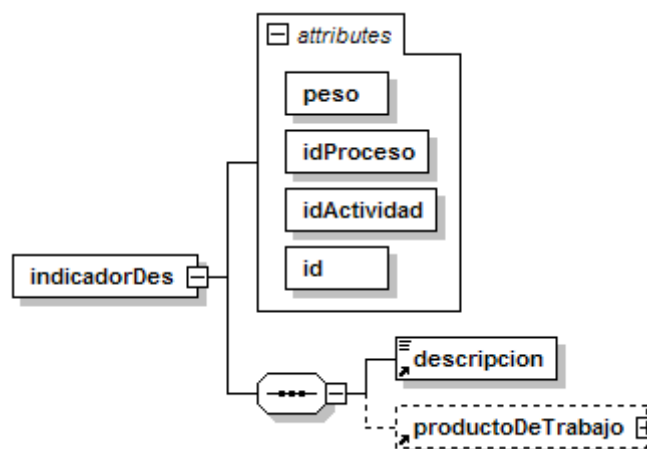 attributes
peso
idProceso
idActividad
id
indicadorDes
descripcion
productoDeTrabajo